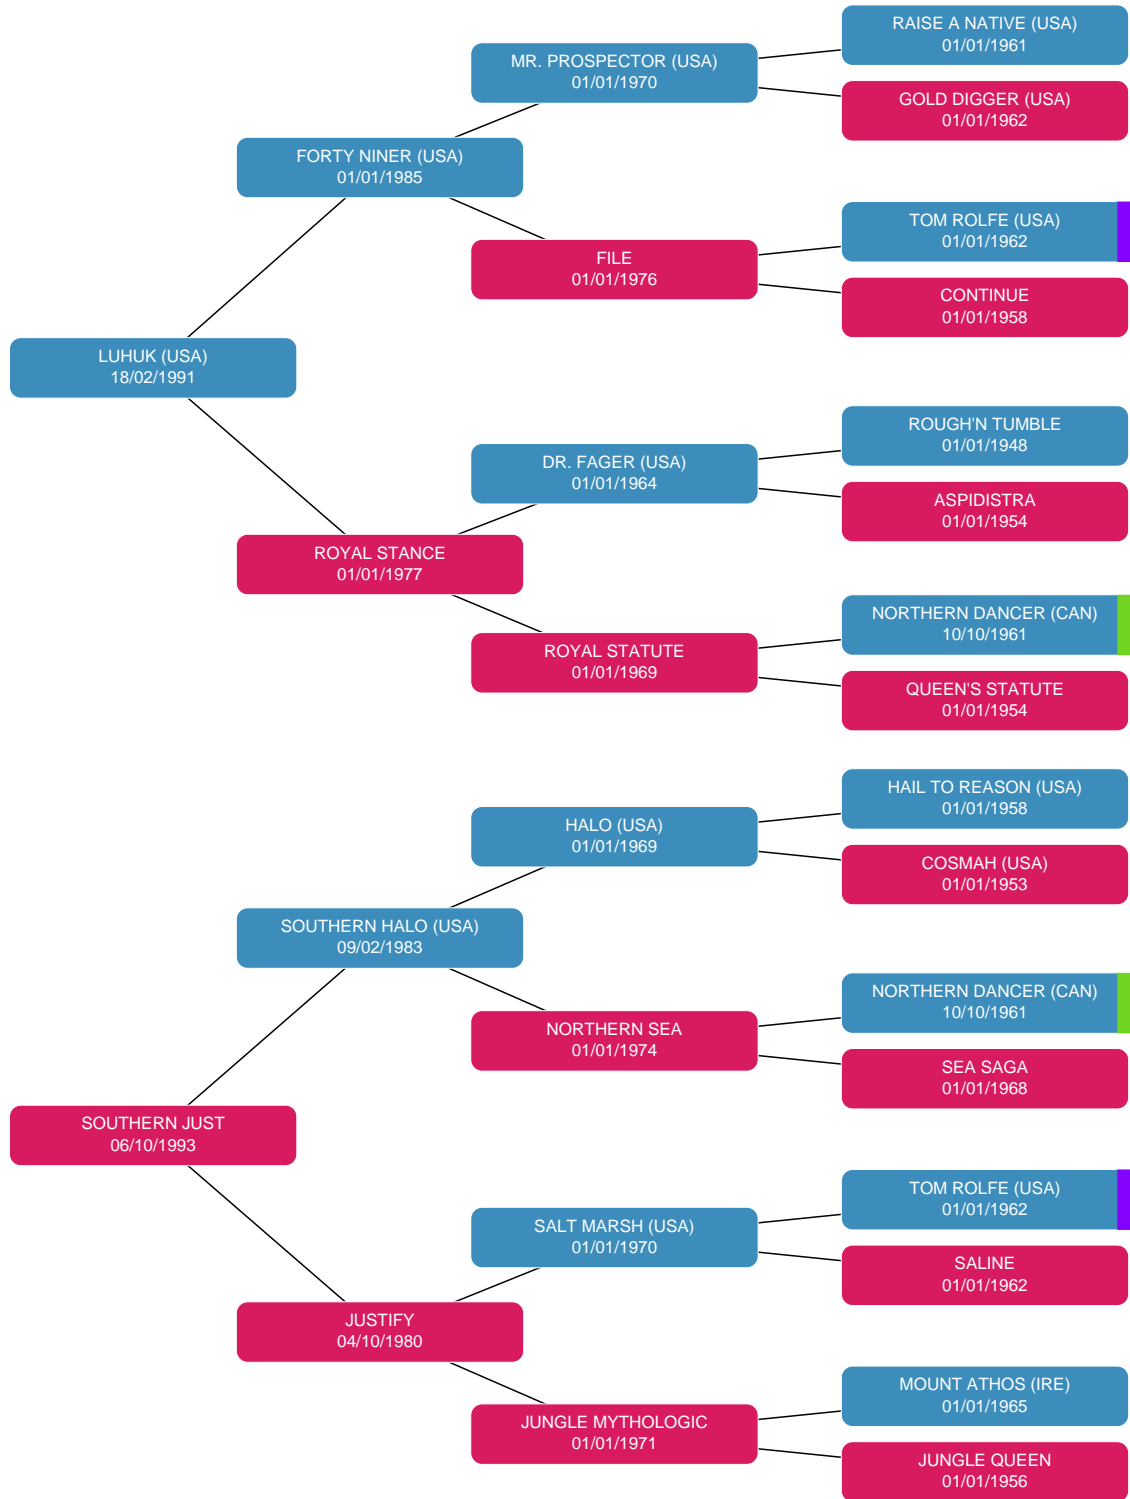 RAISE A NATIVE (USA)
01/01/1961
MR. PROSPECTOR (USA)
01/01/1970
GOLD DIGGER (USA)
01/01/1962
FORTY NINER (USA)
01/01/1985
TOM ROLFE (USA)
01/01/1962
FILE
01/01/1976
CONTINUE
01/01/1958
LUHUK (USA)
18/02/1991
ROUGH'N TUMBLE
01/01/1948
DR. FAGER (USA)
01/01/1964
ASPIDISTRA
01/01/1954
ROYAL STANCE
01/01/1977
NORTHERN DANCER (CAN)
10/10/1961
ROYAL STATUTE
01/01/1969
QUEEN'S STATUTE
01/01/1954
HAIL TO REASON (USA)
01/01/1958
HALO (USA)
01/01/1969
COSMAH (USA)
01/01/1953
SOUTHERN HALO (USA)
09/02/1983
NORTHERN DANCER (CAN)
10/10/1961
NORTHERN SEA
01/01/1974
SEA SAGA
01/01/1968
SOUTHERN JUST
06/10/1993
TOM ROLFE (USA)
01/01/1962
SALT MARSH (USA)
01/01/1970
SALINE
01/01/1962
JUSTIFY
04/10/1980
MOUNT ATHOS (IRE)
01/01/1965
JUNGLE MYTHOLOGIC
01/01/1971
JUNGLE QUEEN
01/01/1956